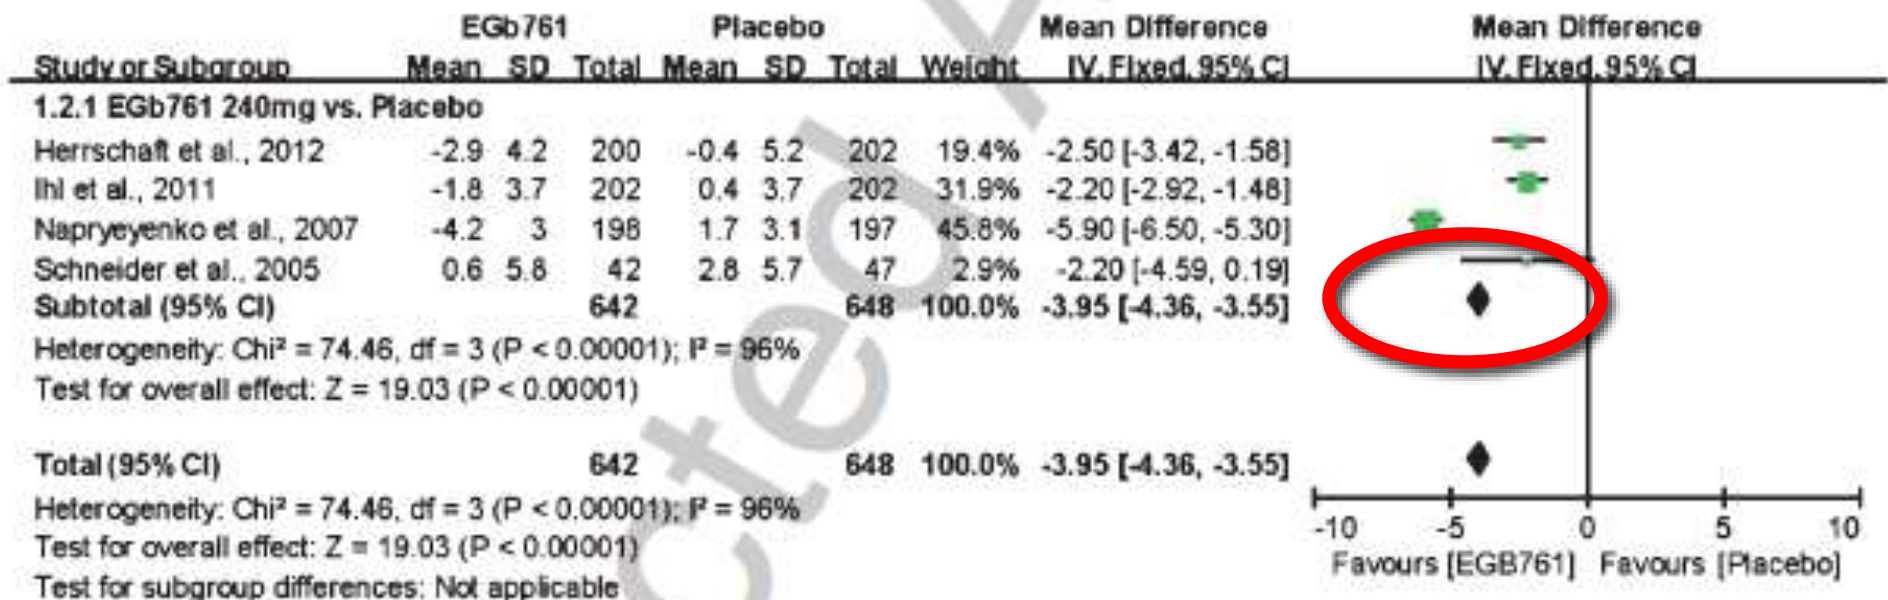 EGb761 Placebo Mean Difference Mean Difference
Study or Subgroup Mean SD Total Mean SD Total Weight IV, Fixed, 95% CI IV, Fixed, 95% CI
1.2.1 EGb761 240mg vs. Placebo
Herrschaft et al., 2012 -2.9 4.2 200 -0.4 5.2 202 19.4% -2.50 [-3.42, -1.58]
Ihl et al., 2011 -1.8 3.7 202 0.4 3.7 202 31.9% -2.20 [-2.92, -1.48]
Napryeyenko et al., 2007 -4.2 3 198 1.7 3.1 197 45.8% -5.90 [-6.50, -5.30]
Schneider et al., 2005 0.6 5.8 42 2.8 5.7 47 2.9% -2.20 [-4.59, 0.19]
Subtotal (95% CI) 642 648 100.0% -3.95 [-4.36, -3.55]
Heterogeneity: Chi² = 74.46, df = 3 (P < 0.00001); I² = 96%
Test for overall effect: Z = 19.03 (P < 0.00001)
Total (95% CI) 642 648 100.0% -3.95 [-4.36, -3.55]
Heterogeneity: Chi² = 74.46, df = 3 (P < 0.00001); I² = 96%
Test for overall effect: Z = 19.03 (P < 0.00001)
Test for subgroup differences: Not applicable
-10 -5 0 5 10
Favours [EGB761] Favours [Placebo]
cted A